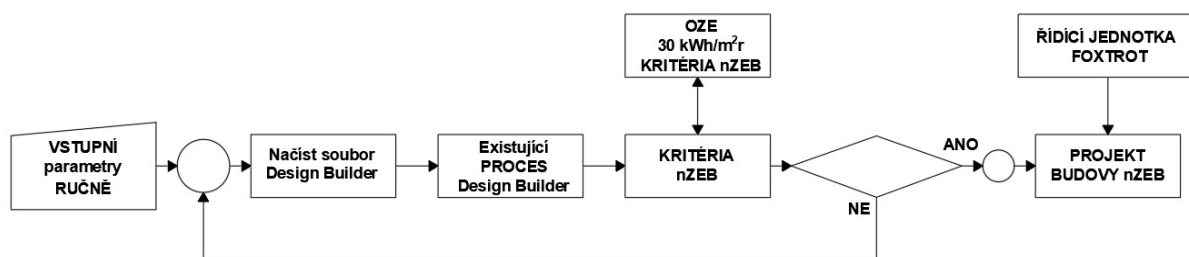 VSTUPNÍ
parametry
RUČNĚ
Načíst soubor
Design Builder
Existující
PROCES
Design Builder
OZE
30 kWh/m²r
KRITÉRIA nZEB
KRITÉRIA
nZEB
ANO
NE
ŘÍDÍCÍ JEDNOTKA
FOXTROT
PROJEKT
BUDOVY nZEB